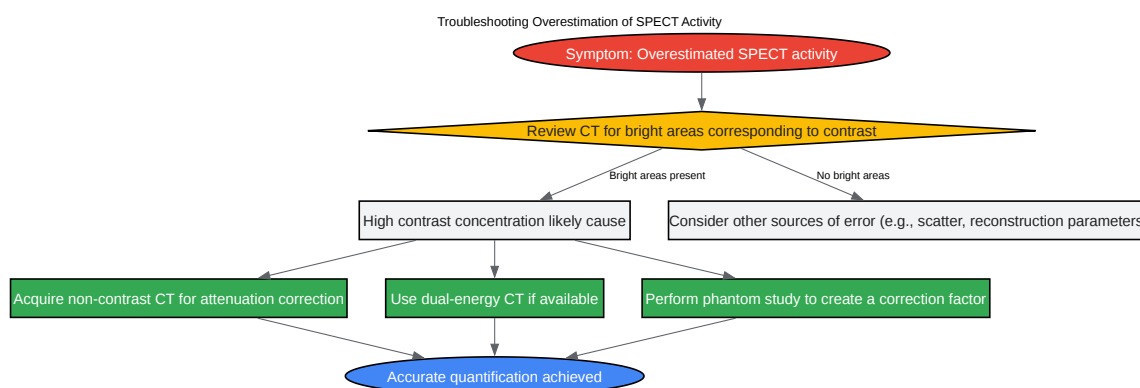 Troubleshooting Overestimation of SPECT Activity
Symptom: Overestimated SPECT activity
Review CT for bright areas corresponding to contrast
Bright areas present
No bright areas
High contrast concentration likely cause
Consider other sources of error (e.g., scatter, reconstruction parameters
Acquire non-contrast CT for attenuation correction
Use dual-energy CT if available
Perform phantom study to create a correction factor
Accurate quantification achieved